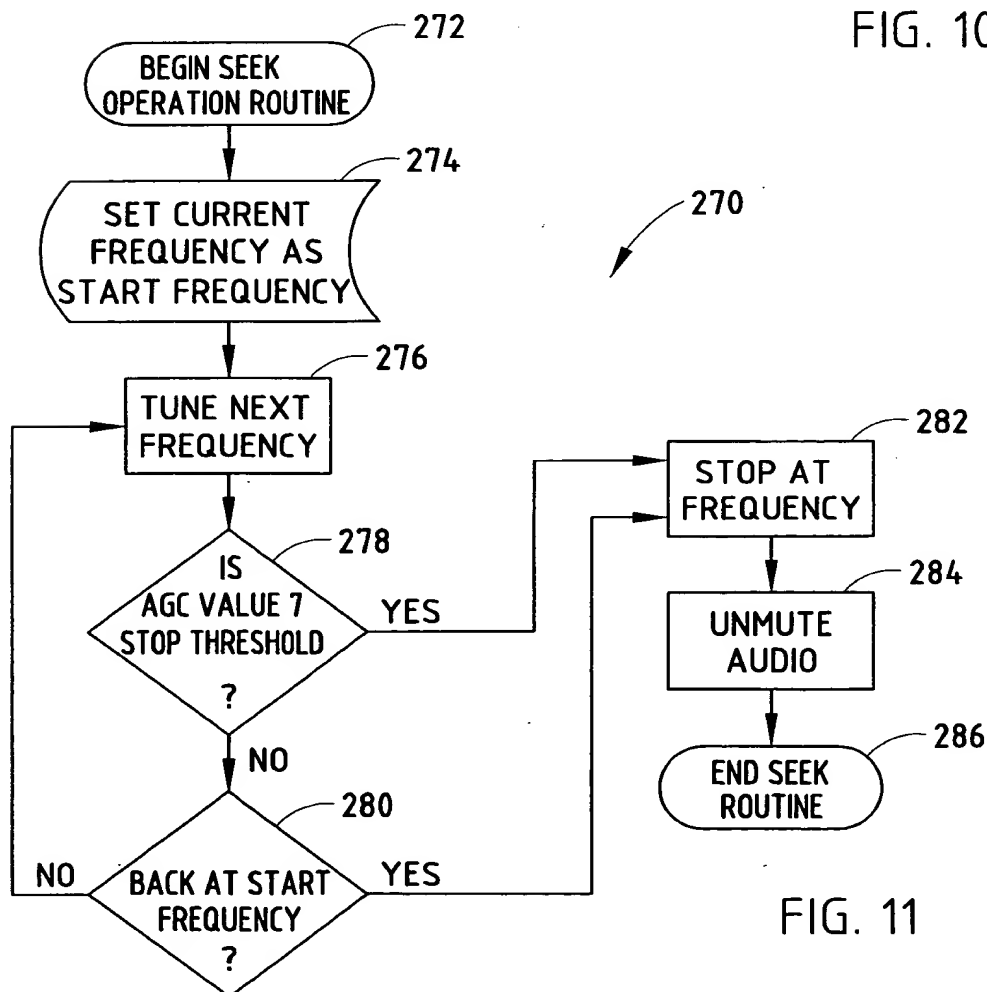 FIG. 10
272
BEGIN SEEK
OPERATION ROUTINE
274
SET CURRENT
FREQUENCY AS
START FREQUENCY
270
276
TUNE NEXT
FREQUENCY
278
IS
AGC VALUE 7
STOP THRESHOLD
?
YES
NO
280
BACK AT START
FREQUENCY
?
NO
YES
282
STOP AT
FREQUENCY
284
UNMUTE
AUDIO
286
END SEEK
ROUTINE
FIG. 11